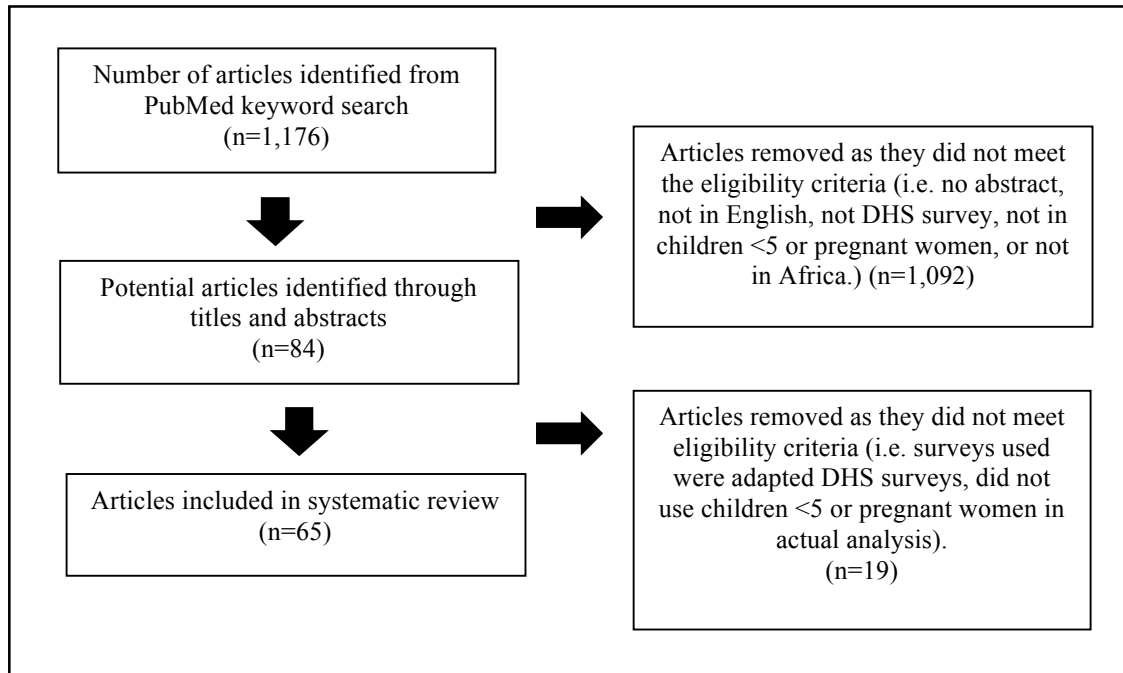 Number of articles identified from
PubMed keyword search
(n=1,176)
Articles removed as they did not meet
the eligibility criteria (i.e. no abstract,
not in English, not DHS survey, not in
children <5 or pregnant women, or not
in Africa.) (n=1,092)
Potential articles identified through
titles and abstracts
(n=84)
Articles removed as they did not meet
eligibility criteria (i.e. surveys used
were adapted DHS surveys, did not
use children <5 or pregnant women in
actual analysis).
(n=19)
Articles included in systematic review
(n=65)